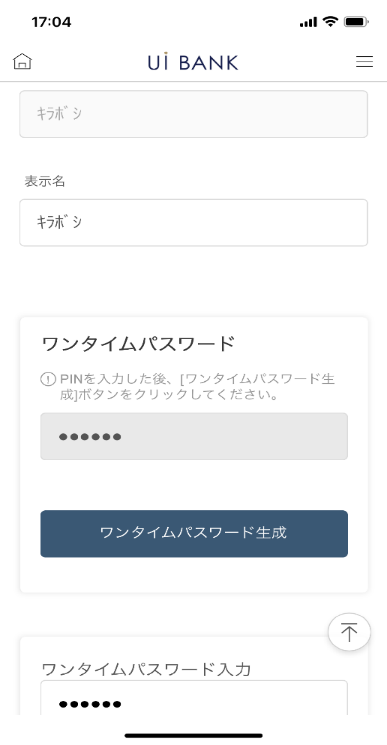 17:04
UI BANK
ｷﾗﾎﾞｼ
表示名
ｷﾗﾎﾞｼ
ワンタイムパスワード
PINを入力した後、[ワンタイムパスワード生
成]ボタンをクリックしてください。
●●●●●●
ワンタイムパスワード生成
ワンタイムパスワード入力
●●●●●●